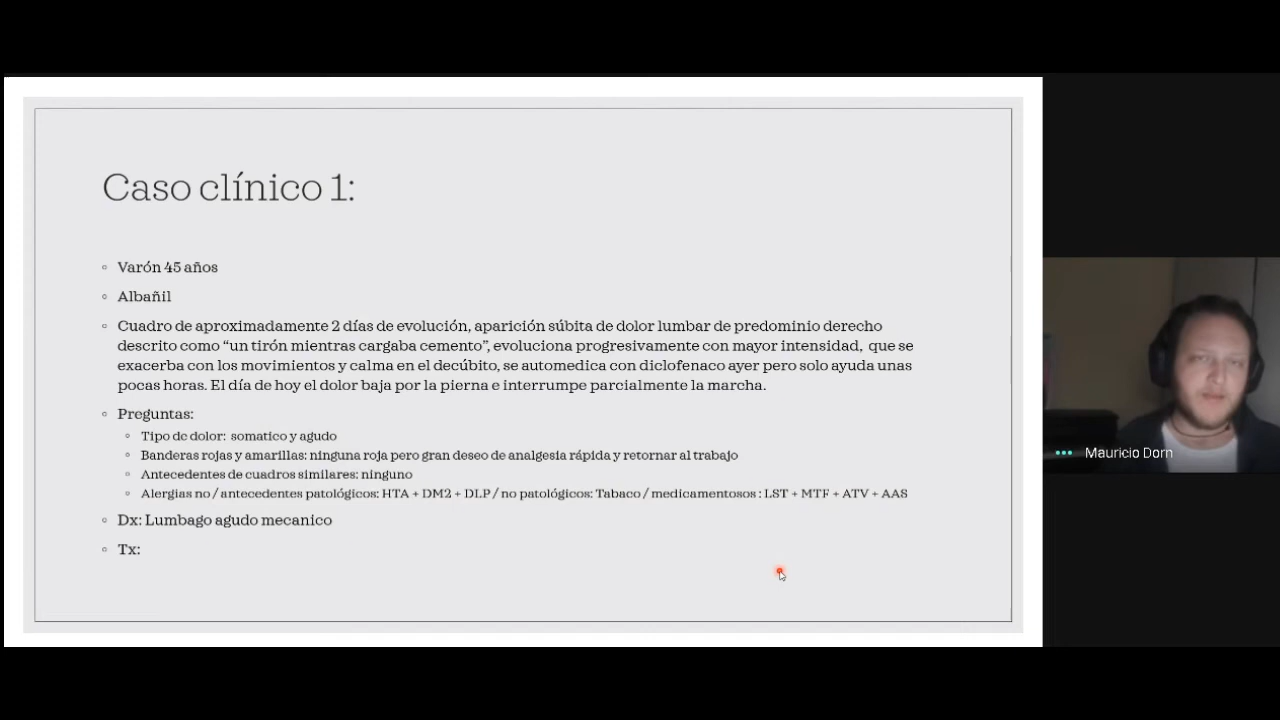 Caso clínico 1:
Varón 45 años
Albañil
Cuadro de aproximadamente 2 días de evolución, aparición súbita de dolor lumbar de predominio derecho
descrito como “un tirón mientras cargaba cemento”, evoluciona progresivamente con mayor intensidad, que se
exacerba con los movimientos y calma en el decúbito, se automedica con diclofenaco ayer pero solo ayuda unas
pocas horas. El día de hoy el dolor baja por la pierna e interrumpe parcialmente la marcha.
Preguntas:
Tipo de dolor: somatico y agudo
Banderas rojas y amarillas: ninguna roja pero gran deseo de analgesia rápida y retornar al trabajo
Antecedentes de cuadros similares: ninguno
Alergias no / antecedentes patológicos: HTA + DM2 + DLP / no patológicos: Tabaco / medicamentosos : LST + MTF + ATV + AAS
Dx: Lumbago agudo mecanico
Tx:
Mauricio Dorn